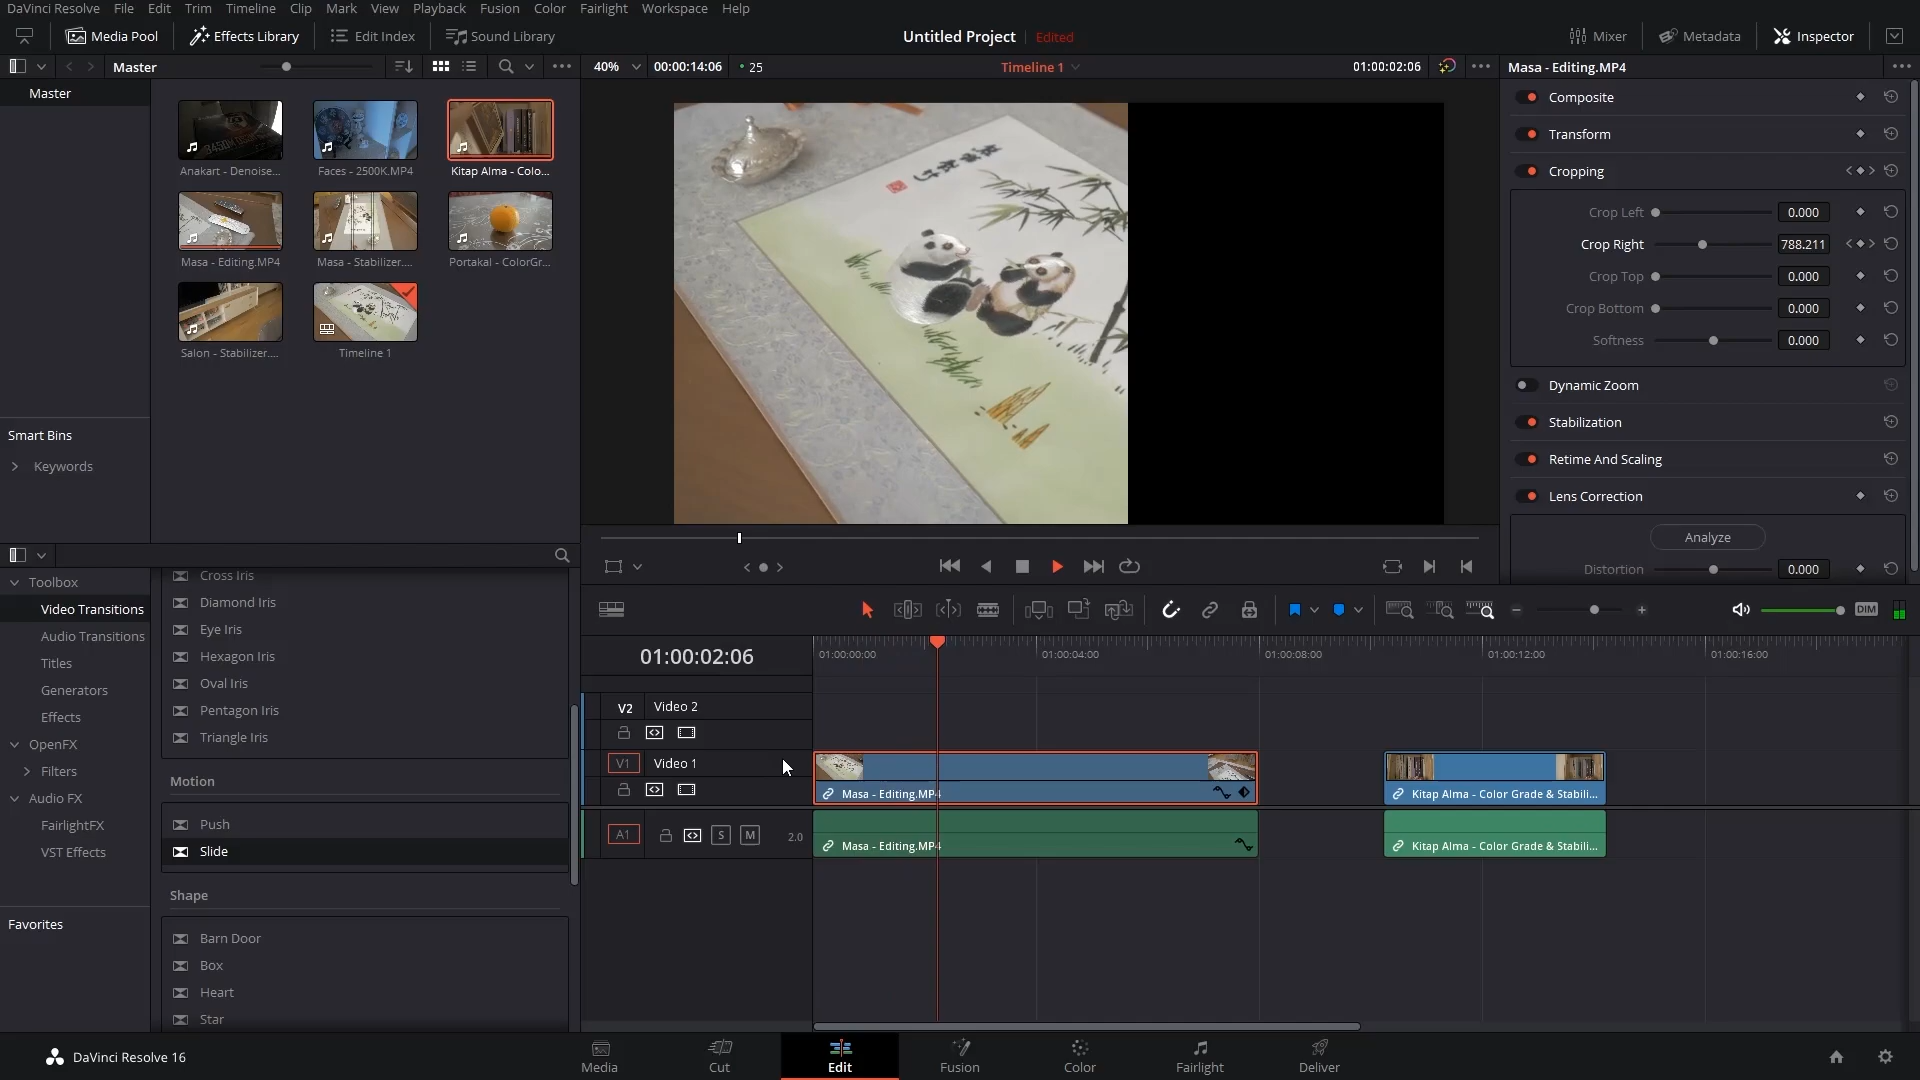 DaVinci Resolve File Edit Trim Timeline Clip Mark View Playback Fusion Color Fairlight Workspace Help
Media Pool Effects Library Edit Index Sound Library Untitled Project Edited Mixer Metadata Inspector
Master 40% 00:00:14:06 25 Timeline 1 01:00:02:06 Masa - Editing.MP4
Master
Anakart - Denoise... Faces - 2500K.MP4 Kitap Alma - Colo...
Masa - Editing.MP4 Masa - Stabilizer.... Portakal - ColorGr...
Salon - Stabilizer.... Timeline 1
Smart Bins
Keywords
Composite
Transform
Cropping
Crop Left 0.000
Crop Right 788.211
Crop Top 0.000
Crop Bottom 0.000
Softness 0.000
Dynamic Zoom
Stabilization
Retime And Scaling
Lens Correction
Analyze
Distortion 0.000
Toolbox
Video Transitions
Audio Transitions
Titles
Generators
Effects
OpenFX
Filters
Audio FX
FairlightFX
VST Effects
Favorites
Cross Iris
Diamond Iris
Eye Iris
Hexagon Iris
Oval Iris
Pentagon Iris
Triangle Iris
Motion
Push
Slide
Shape
Barn Door
Box
Heart
Star
DIM
01:00:02:06 01:00:00:00 01:00:04:00 01:00:08:00 01:00:12:00 01:00:16:00
V2 Video 2
V1 Video 1
Masa - Editing.MP4 Kitap Alma - Color Grade & Stabili...
A1 S M 2.0
Masa - Editing.MP4 Kitap Alma - Color Grade & Stabili...
DaVinci Resolve 16 Media Cut Edit Fusion Color Fairlight Deliver